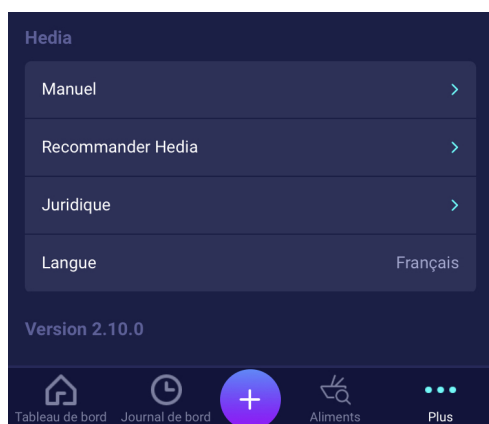 Hedia
Manuel
Recommander Hedia
Juridique
Langue Français
Version 2.10.0
Tableau de bord Journal de bord Aliments Plus